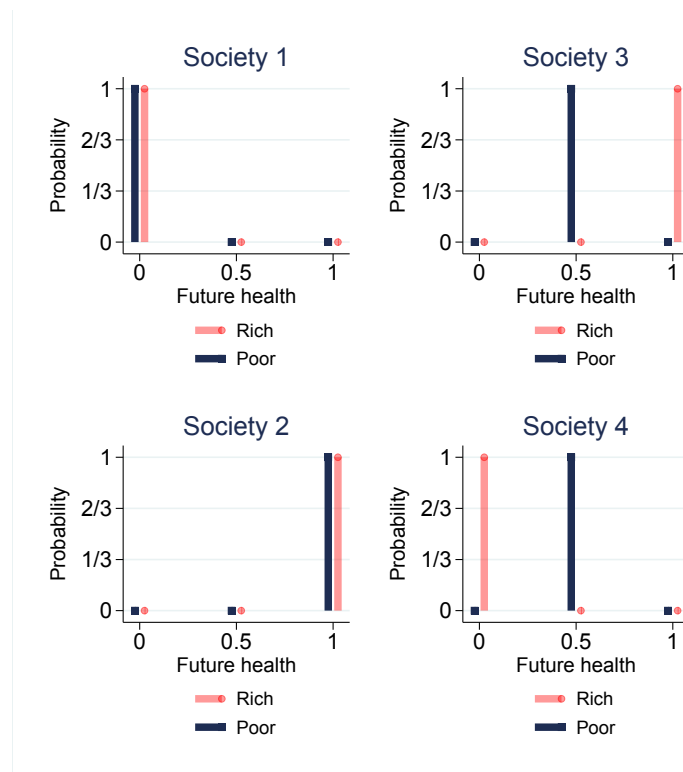 Society 1
Probability
1
2/3
1/3
0
0 0.5 1
Future health
Rich
Poor
Society 3
Probability
1
2/3
1/3
0
0 0.5 1
Future health
Rich
Poor
Society 2
Probability
1
2/3
1/3
0
0 0.5 1
Future health
Rich
Poor
Society 4
Probability
1
2/3
1/3
0
0 0.5 1
Future health
Rich
Poor